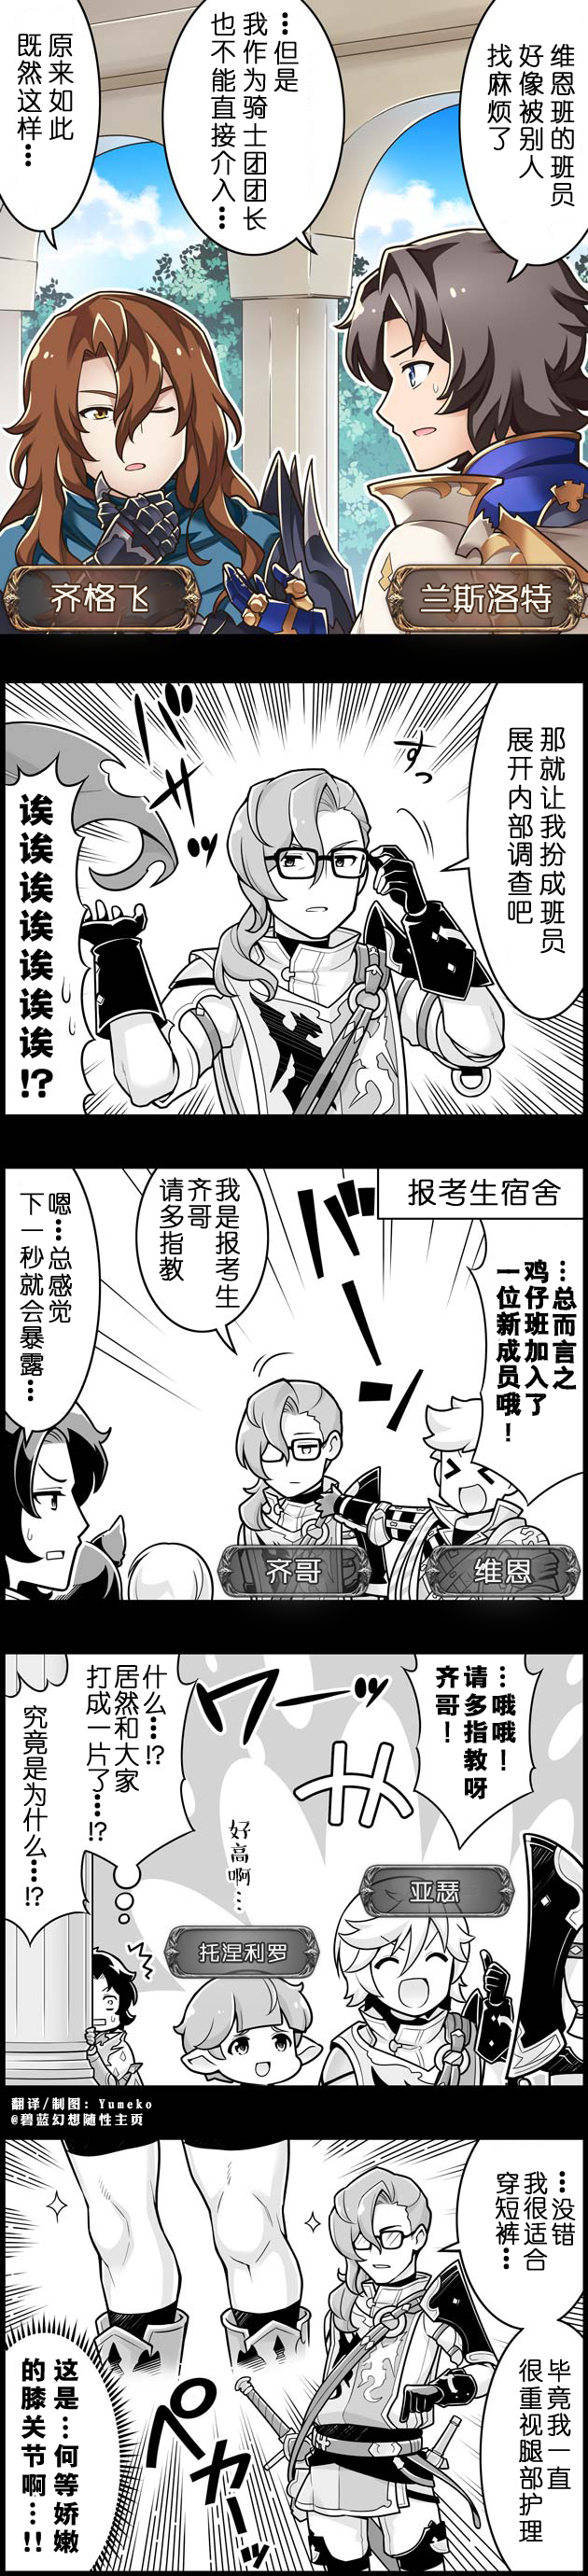 维恩班的班员
好像被别人
找麻烦了
…但是
我作为骑士团团长
也不能直接介入…
原来如此
既然这样…
齐格飞
兰斯洛特
那就让我扮成班员
展开内部调查吧
すっ
バッ
诶诶诶诶诶诶诶!?
报考生宿舍
…总而言之
鸡仔班加入了
一位新成员哦！
バーン
我是报考生
齐哥
请多指教
嗯…总感觉
下一秒就会暴露…
齐哥
维恩
…哦哦！
请多指教呀
齐哥！
ワーーッ
好高啊…
什么…!?
居然和大家
打成一片了…!?
究竟是为什么…!?
亚瑟
托涅利罗
翻译/制图：Yumeko
@碧蓝幻想随性主页
…没错
我很适合
穿短裤…
毕竟我一直
很重视腿部护理
ペカーッ
这是…何等娇嫩
的膝关节啊…!!